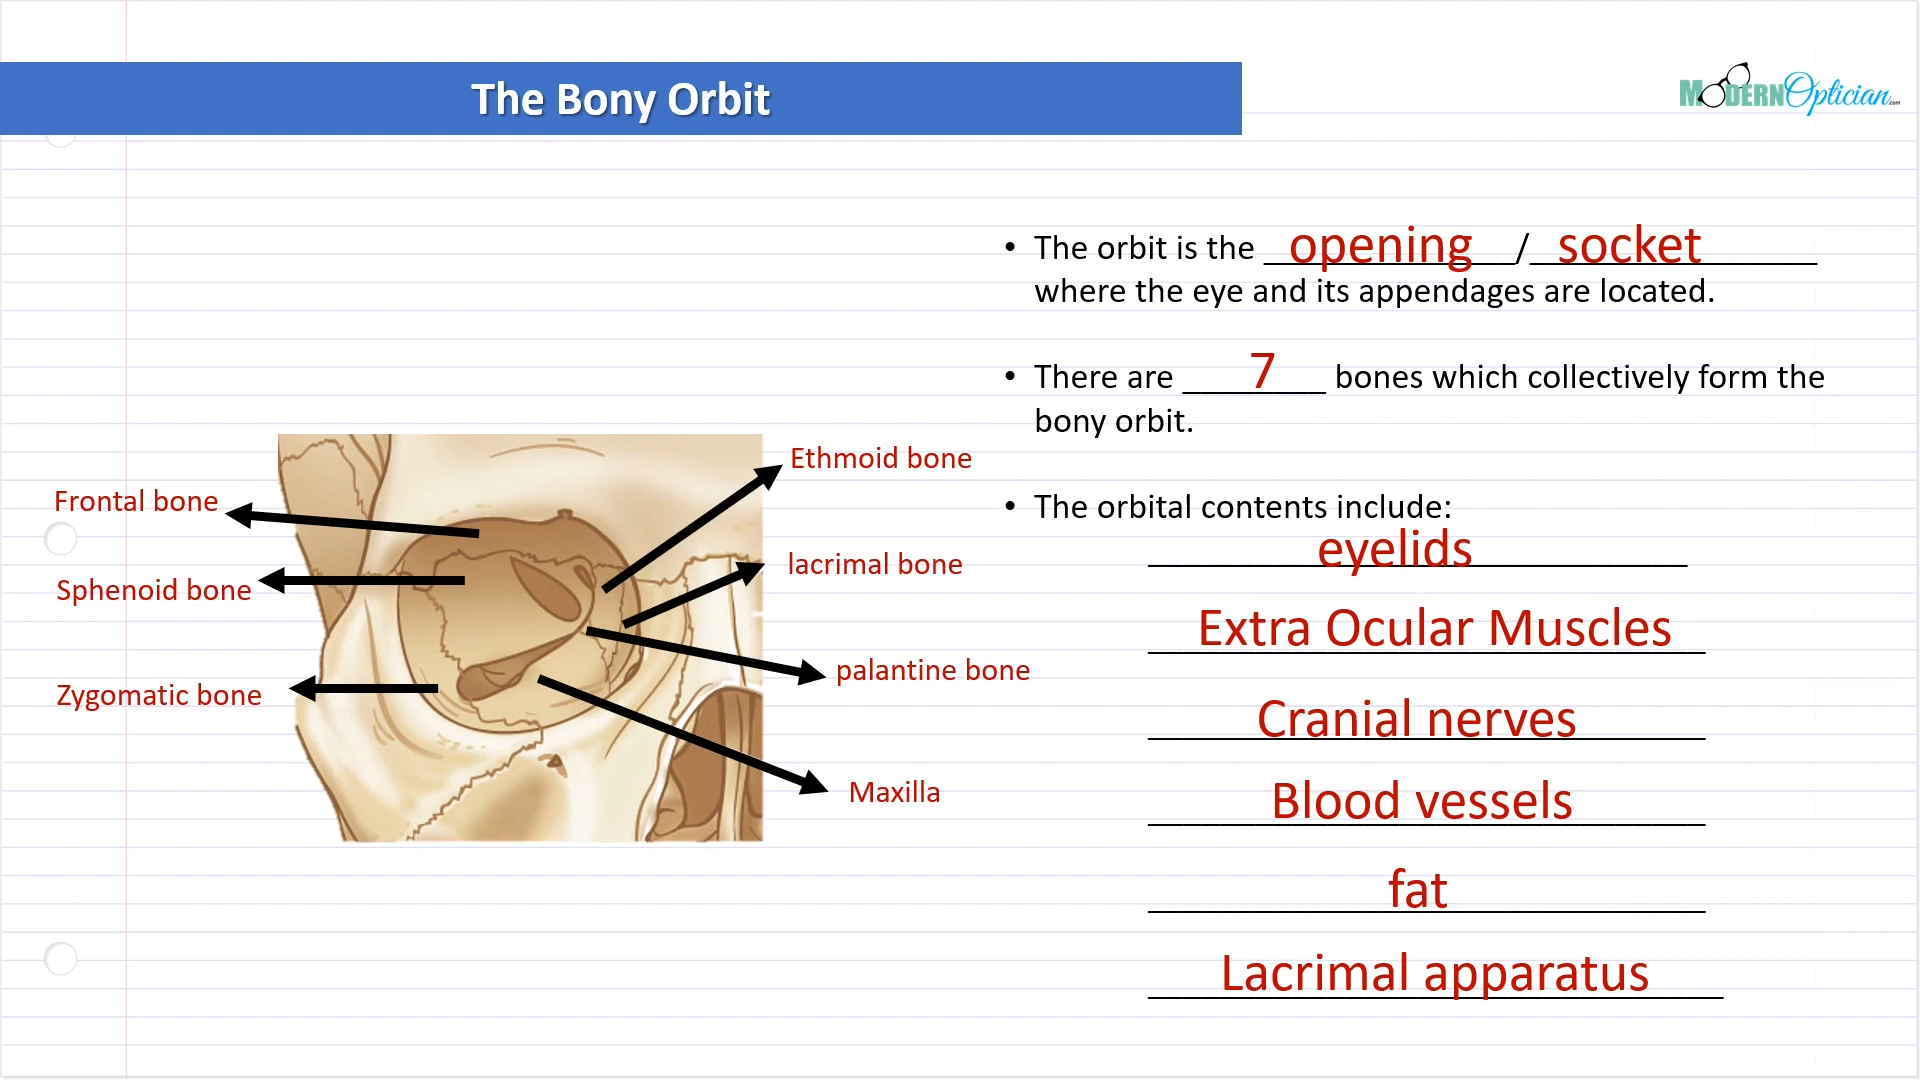 The Bony Orbit
MODERNOptician.com
• The orbit is the opening/socket
where the eye and its appendages are located.
• There are 7 bones which collectively form the
bony orbit.
• The orbital contents include:
eyelids
Extra Ocular Muscles
Cranial nerves
Blood vessels
fat
Lacrimal apparatus
Frontal bone
Sphenoid bone
Zygomatic bone
Ethmoid bone
lacrimal bone
palantine bone
Maxilla